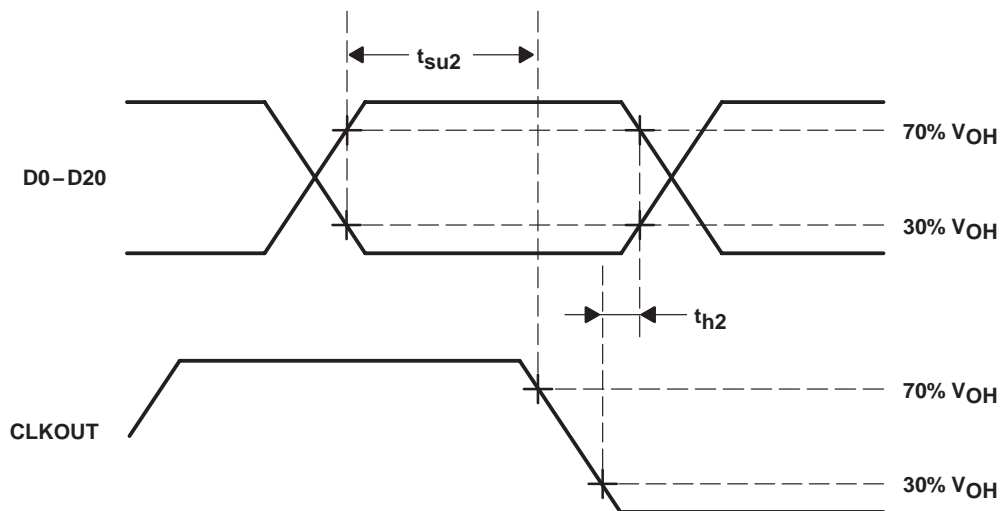 tsu2
70% VOH
D0–D20
30% VOH
th2
70% VOH
CLKOUT
30% VOH